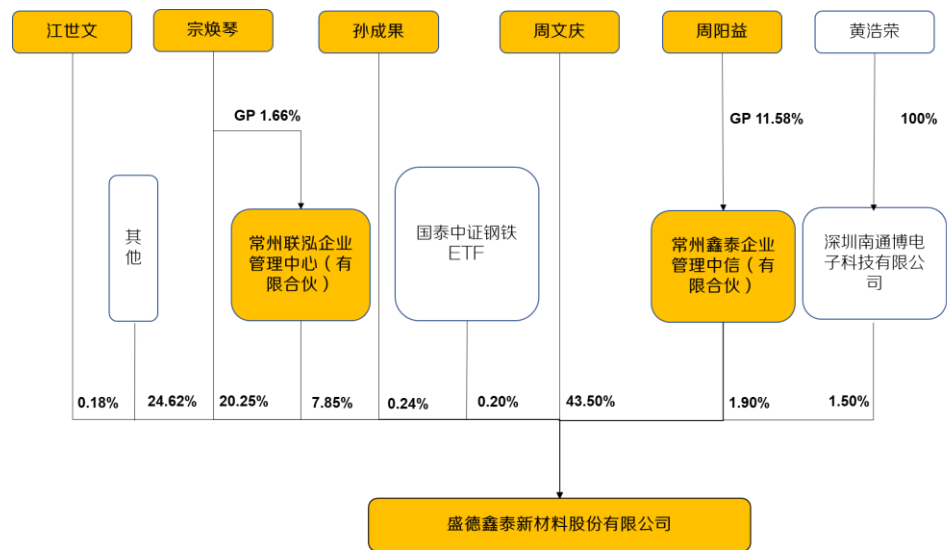 江世文
宗焕琴
孙成果
周文庆
周阳益
黄浩荣
GP 1.66%
GP 11.58%
100%
其
他
常州联泓企业
管理中心（有
限合伙）
国泰中证钢铁
ETF
常州鑫泰企业
管理中信（有
限合伙）
深圳南通博电
子科技有限公
司
0.18%
24.62%
20.25%
7.85%
0.24%
0.20%
43.50%
1.90%
1.50%
盛德鑫泰新材料股份有限公司